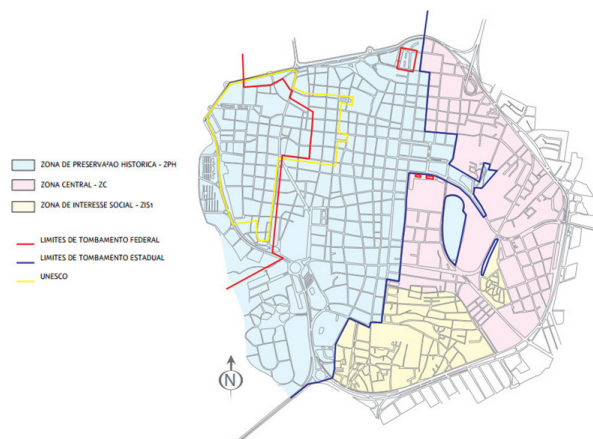 ZONA DE PRESERVAÇAO HISTORICA - ZPH
ZONA CENTRAL - ZC
ZONA DE INTERESSE SOCIAL - ZIS1
LIMITES DE TOMBAMENTO FEDERAL
LIMITES DE TOMBAMENTO ESTADUAL
UNESCO
N